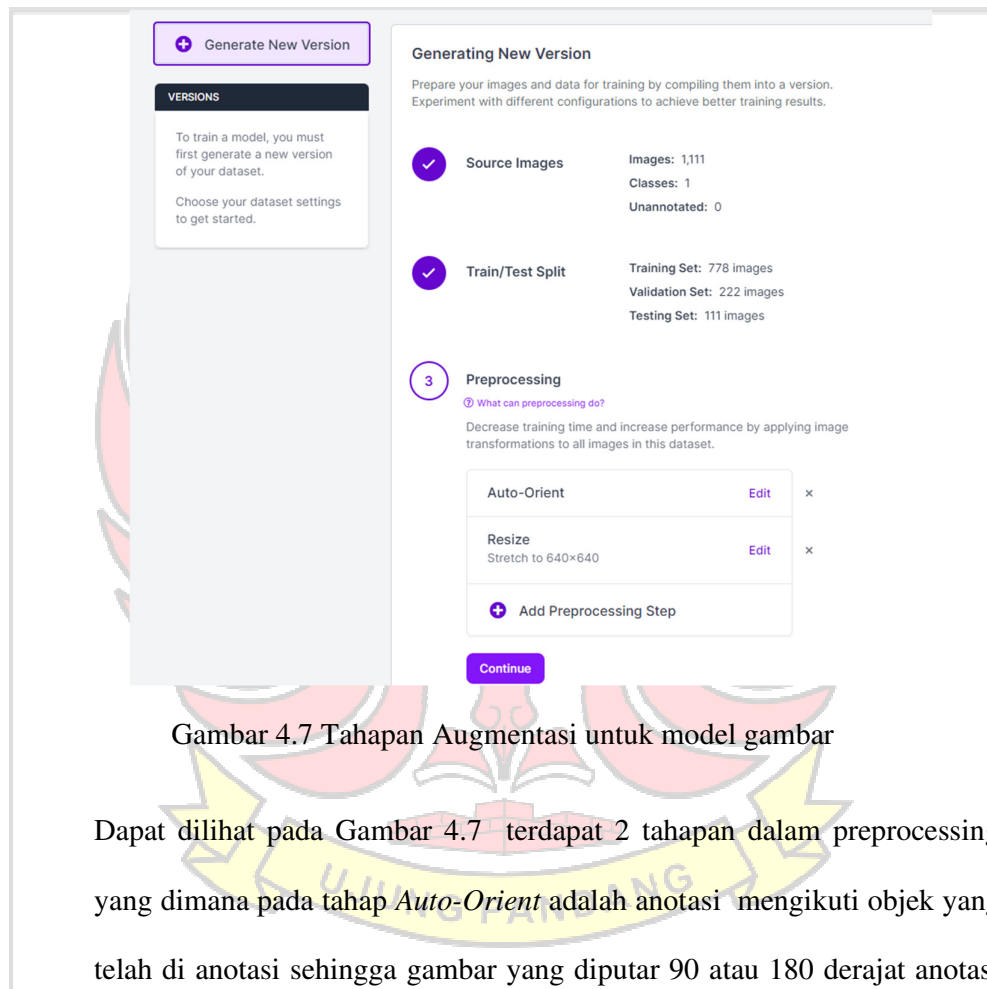 Generate New Version
VERSIONS
To train a model, you must
first generate a new version
of your dataset.
Choose your dataset settings
to get started.
Generating New Version
Prepare your images and data for training by compiling them into a version.
Experiment with different configurations to achieve better training results.
Source Images
Images: 1,111
Classes: 1
Unannotated: 0
Train/Test Split
Training Set: 778 images
Validation Set: 222 images
Testing Set: 111 images
3 Preprocessing
What can preprocessing do?
Decrease training time and increase performance by applying image
transformations to all images in this dataset.
Auto-Orient Edit ×
Resize
Stretch to 640×640 Edit ×
Add Preprocessing Step
Continue
Gambar 4.7 Tahapan Augmentasi untuk model gambar
Dapat dilihat pada Gambar 4.7 terdapat 2 tahapan dalam preprocessing
yang dimana pada tahap Auto-Orient adalah anotasi mengikuti objek yang
telah di anotasi sehingga gambar yang diputar 90 atau 180 derajat anotas
UJUNG PANDANG